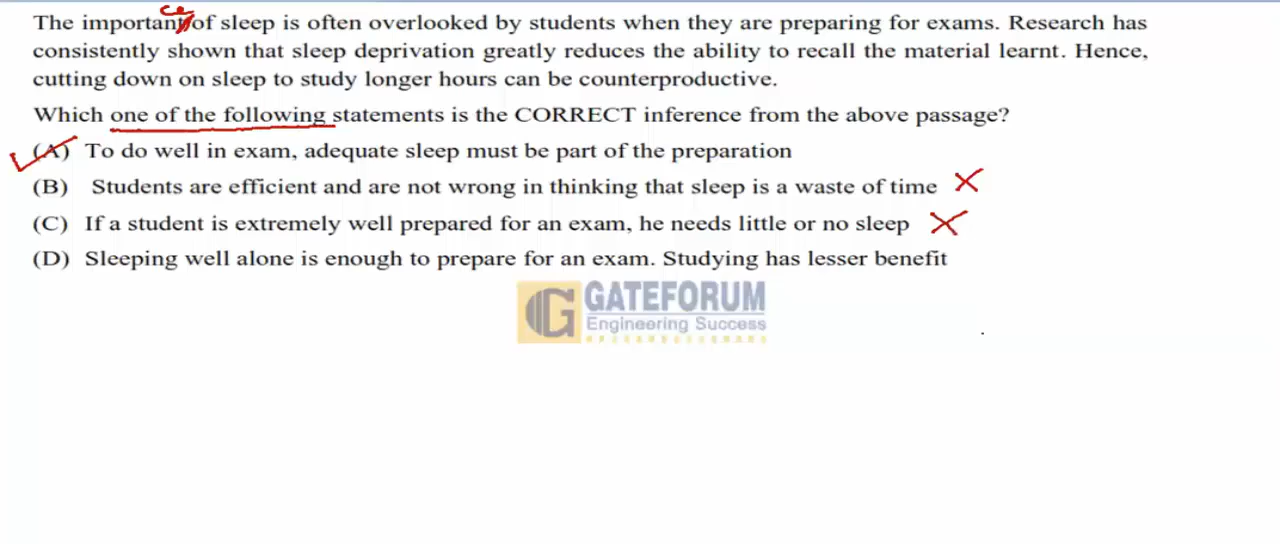 The important of sleep is often overlooked by students when they are preparing for exams. Research has
ce
consistently shown that sleep deprivation greatly reduces the ability to recall the material learnt. Hence,
cutting down on sleep to study longer hours can be counterproductive.
Which one of the following statements is the CORRECT inference from the above passage?
(A) To do well in exam, adequate sleep must be part of the preparation
(B) Students are efficient and are not wrong in thinking that sleep is a waste of time
(C) If a student is extremely well prepared for an exam, he needs little or no sleep
(D) Sleeping well alone is enough to prepare for an exam. Studying has lesser benefit
GATEFORUM
Engineering Success